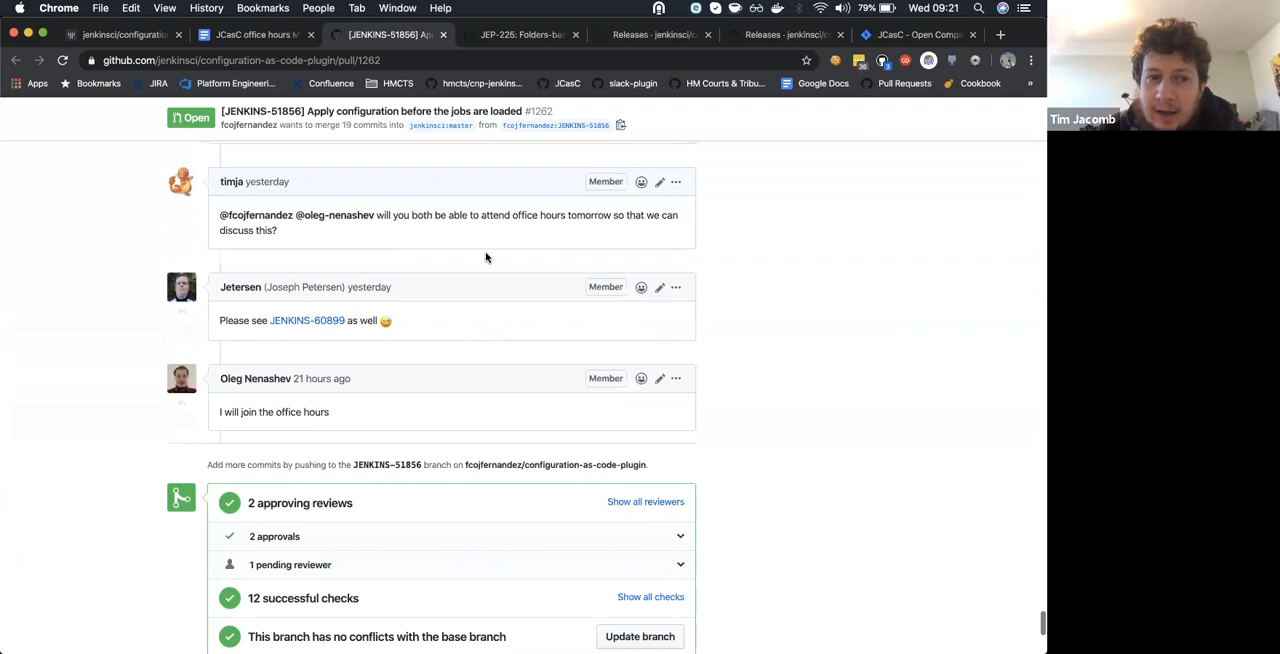 Chrome File Edit View History Bookmarks People Tab Window Help 79% Wed 09:21
jenkinsci/configuration JCasC office hours M [JENKINS-51856] Ap JEP-225: Folders-ba Releases · jenkinsci/c Releases · jenkinsci/c JCasC - Open Comp
github.com/jenkinsci/configuration-as-code-plugin/pull/1262
Apps Bookmarks JIRA Platform Engineeri... Confluence HMCTS hmcts/cnp-jenkins... JCasC slack-plugin HM Courts & Tribu... Google Docs Pull Requests Cookbook »
Open
[JENKINS-51856] Apply configuration before the jobs are loaded #1262
fcojfernandez wants to merge 19 commits into jenkinsci:master from fcojfernandez:JENKINS-51856
Tim Jacomb
timja yesterday Member
@fcojfernandez @oleg-nenashev will you both be able to attend office hours tomorrow so that we can
discuss this?
Jetersen (Joseph Petersen) yesterday Member
Please see JENKINS-60899 as well 😅
Oleg Nenashev 21 hours ago Member
I will join the office hours
Add more commits by pushing to the JENKINS-51856 branch on fcojfernandez/configuration-as-code-plugin.
2 approving reviews Show all reviewers
2 approvals
1 pending reviewer
12 successful checks Show all checks
This branch has no conflicts with the base branch Update branch